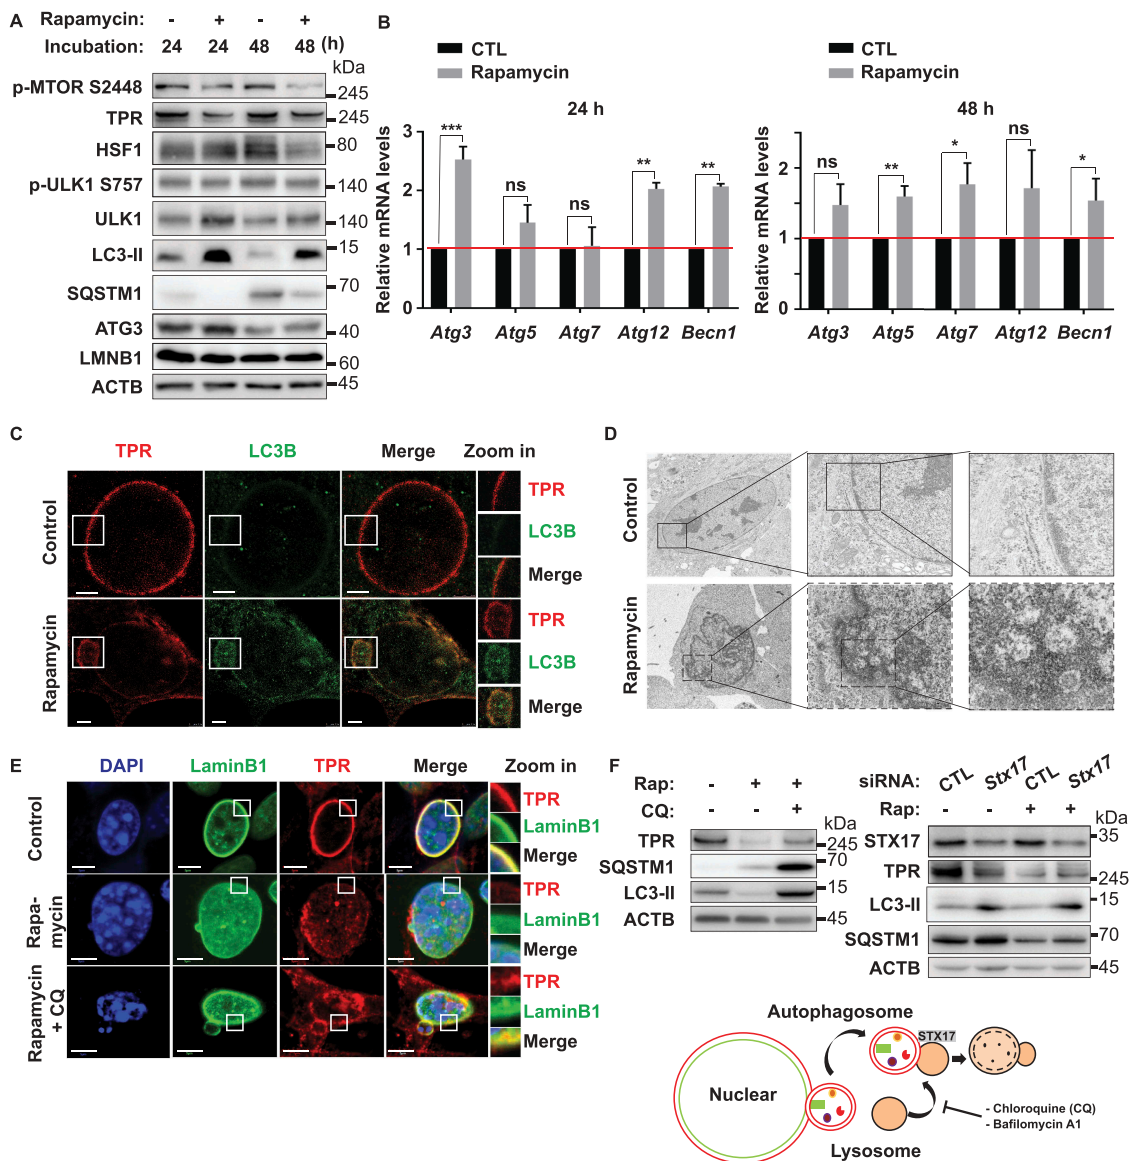 A
Rapamycin: - + - +
Incubation: 24 24 48 48 (h)
kDa
p-MTOR S2448 245
TPR 245
HSF1 80
p-ULK1 S757 140
ULK1 140
LC3-II 15
SQSTM1 70
ATG3 40
LMNB1 60
ACTB 45
B
CTL
Rapamycin
24 h
Relative mRNA levels
3
2
1
0
*** ns ns ** **
Atg3 Atg5 Atg7 Atg12 Becn1
CTL
Rapamycin
48 h
Relative mRNA levels
2.5
2
1.5
1
0.5
0
ns ** * ns *
Atg3 Atg5 Atg7 Atg12 Becn1
C
TPR LC3B Merge Zoom in
Control
TPR
LC3B
Merge
Rapamycin
TPR
LC3B
Merge
D
Control
Rapamycin
E
DAPI LaminB1 TPR Merge Zoom in
Control
TPR
LaminB1
Merge
Rapa-
mycin
TPR
LaminB1
Merge
Rapamycin
+ CQ
TPR
LaminB1
Merge
F
Rap: - + +
CQ: - - +
kDa
TPR 245
SQSTM1 70
LC3-II 15
ACTB 45
siRNA: CTL Stx17 CTL Stx17
Rap: - - + +
kDa
STX17 35
TPR 245
LC3-II 15
SQSTM1 70
ACTB 45
Autophagosome
STX17
Nuclear
- Chloroquine (CQ)
- Bafilomycin A1
Lysosome